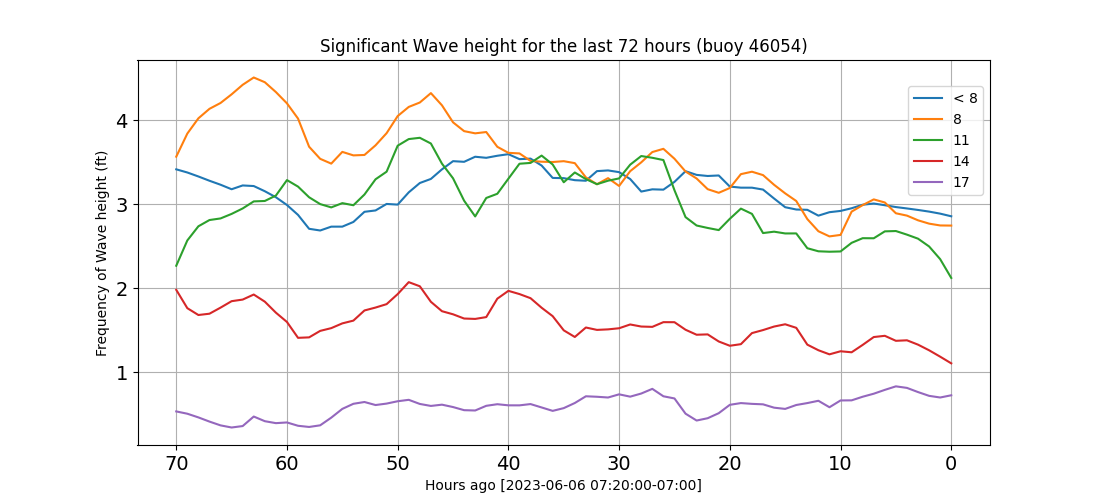 Significant Wave height for the last 72 hours (buoy 46054)
Frequency of Wave height (ft)
4
3
2
1
< 8
8
11
14
17
70 60 50 40 30 20 10 0
Hours ago [2023-06-06 07:20:00-07:00]